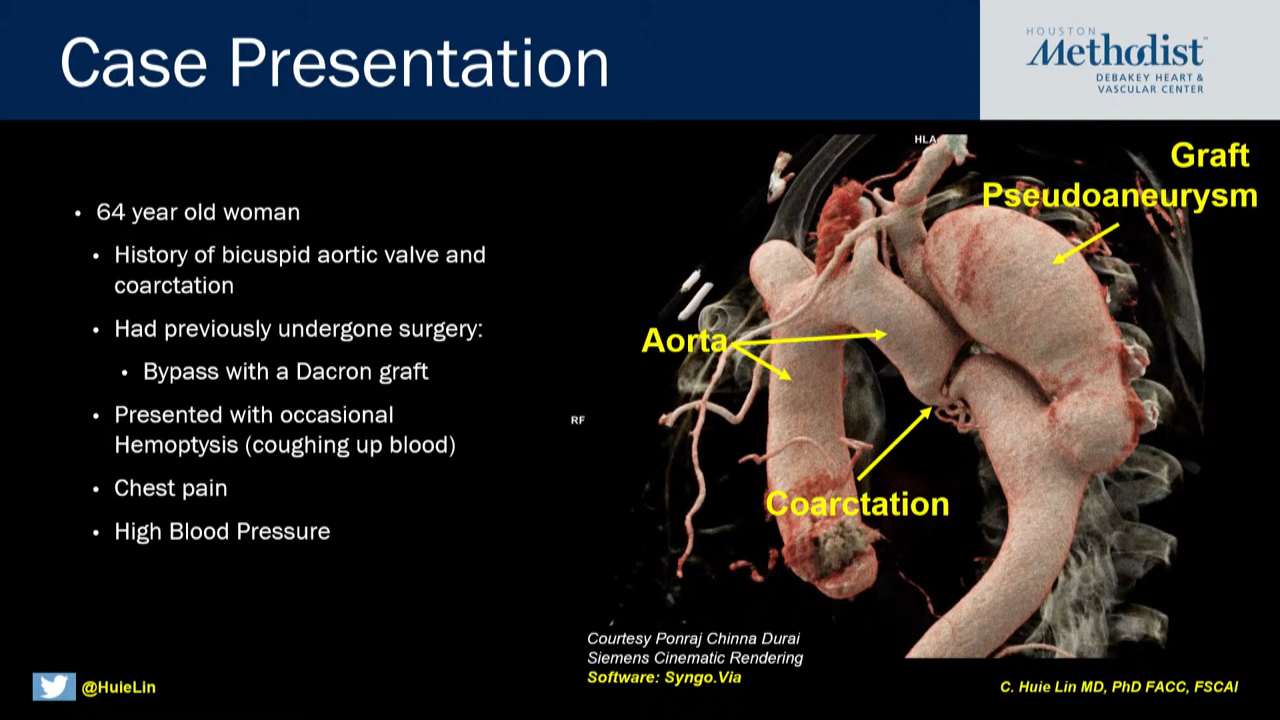 Case Presentation
HOUSTON
Methodist
DEBAKEY HEART &
VASCULAR CENTER
• 64 year old woman
• History of bicuspid aortic valve and
coarctation
• Had previously undergone surgery:
• Bypass with a Dacron graft
• Presented with occasional
Hemoptysis (coughing up blood)
• Chest pain
• High Blood Pressure
HLA
Graft
Pseudoaneurysm
Aorta
RF
Coarctation
Courtesy Ponraj Chinna Durai
Siemens Cinematic Rendering
Software: Syngo.Via
@HuieLin
C. Huie Lin MD, PhD FACC, FSCAI